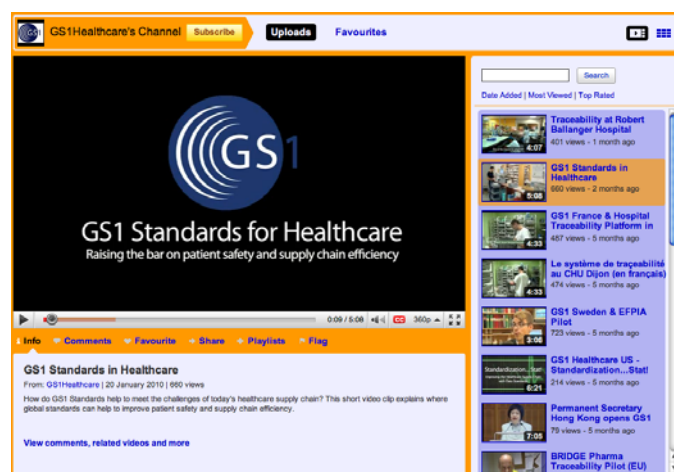 GS1Healthcare's Channel
Subscribe
Uploads
Favourites
GS1
GS1 Standards for Healthcare
Raising the bar on patient safety and supply chain efficiency
0:09 / 5:08
CC
360p
Info
Comments
Favourite
Share
Playlists
Flag
GS1 Standards in Healthcare
From: GS1Healthcare | 20 January 2010 | 660 views
How do GS1 Standards help to meet the challenges of today's healthcare supply chain? This short video clip explains where
global standards can help to improve patient safety and supply chain efficiency.
View comments, related videos and more
Search
Date Added | Most Viewed | Top Rated
4:07
Traceability at Robert
Ballanger Hospital
401 views - 1 month ago
5:08
GS1 Standards in
Healthcare
660 views - 2 months ago
4:33
GS1 France & Hospital
Traceability Platform in
487 views - 5 months ago
4:33
Le système de traçeabilité
au CHU Dijon (en français)
474 views - 5 months ago
3:06
GS1 Sweden & EFPIA
Pilot
723 views - 5 months ago
Standardization...Stat!
6:21
GS1 Healthcare US -
Standardization...Stat!
214 views - 5 months ago
7:05
Permanent Secretary
Hong Kong opens GS1
79 views - 5 months ago
BRIDGE Pharma
Traceability Pilot (EU)